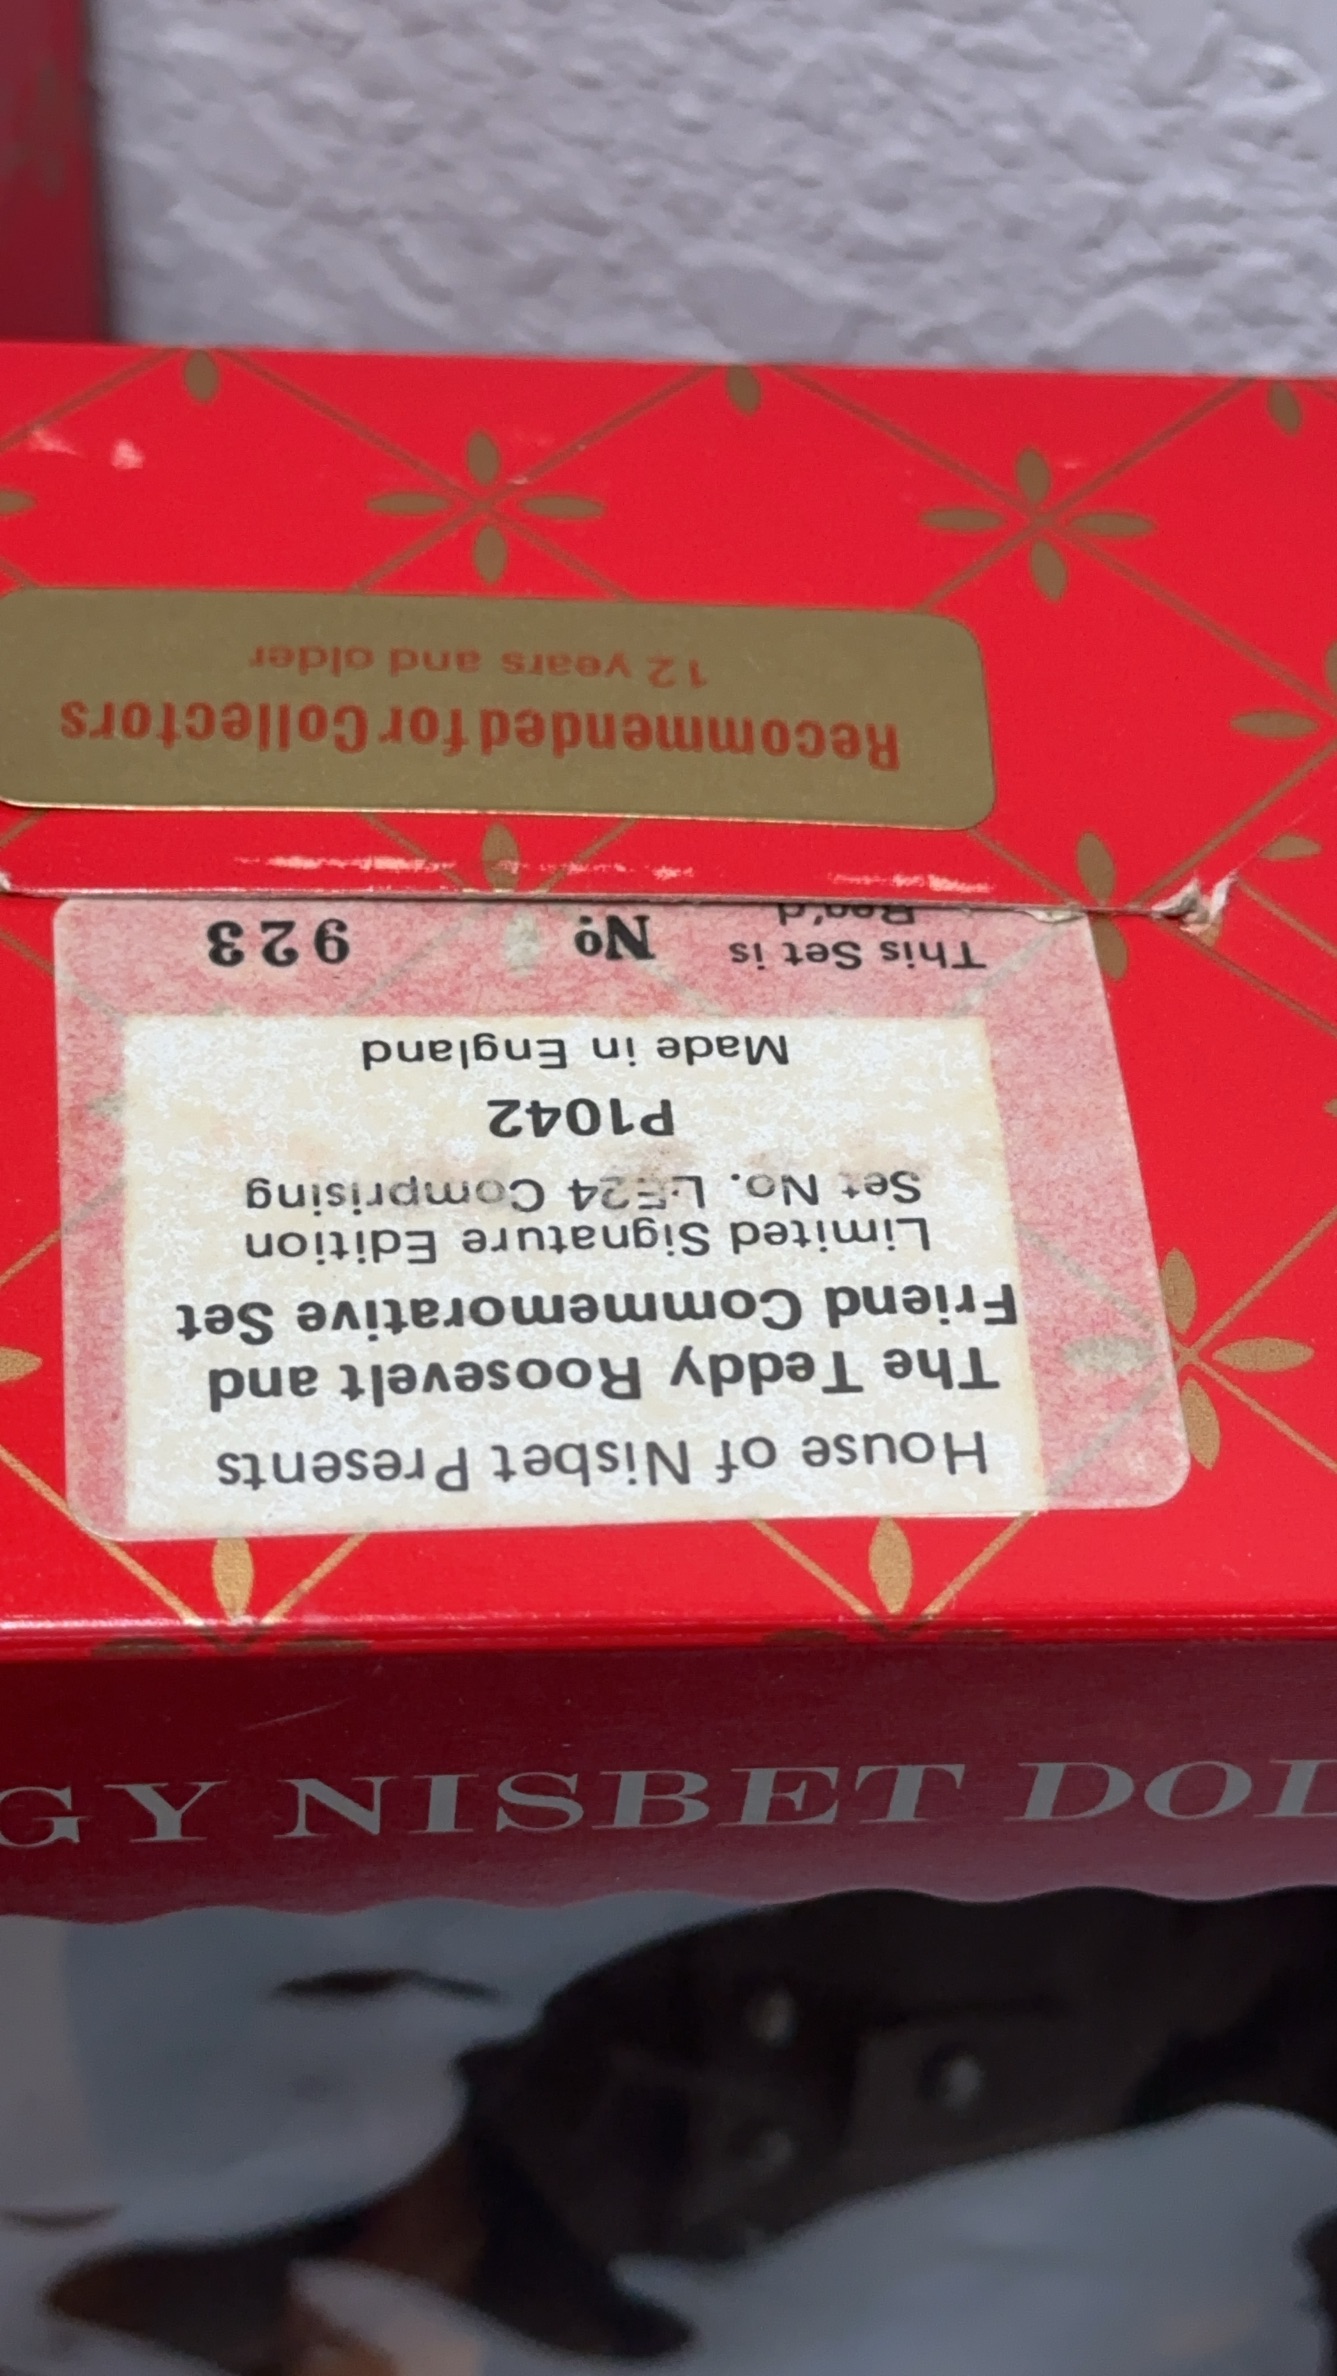 House of Nisbet Presents
The Teddy Roosevelt and
Friend Commemorative Set
Limited Signature Edition
Set No. LE24 Comprising
P1042
Made in England
This Set is
Reg'd
No 923
Recommended for Collectors
12 years and older
GY NISBET DOL